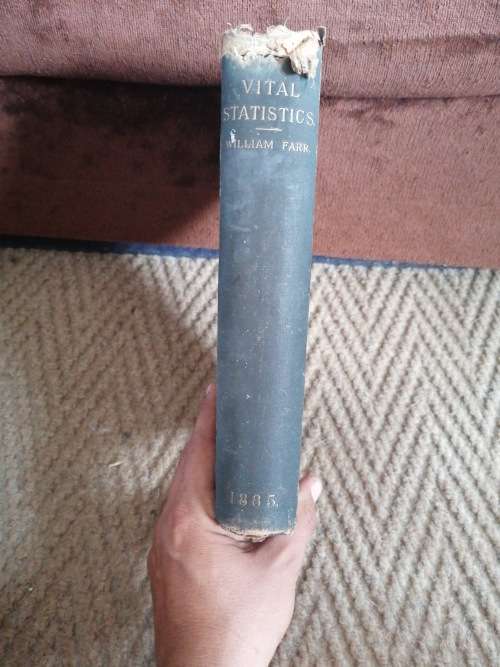 VITAL
STATISTICS.
WILLIAM FARR.
1885.